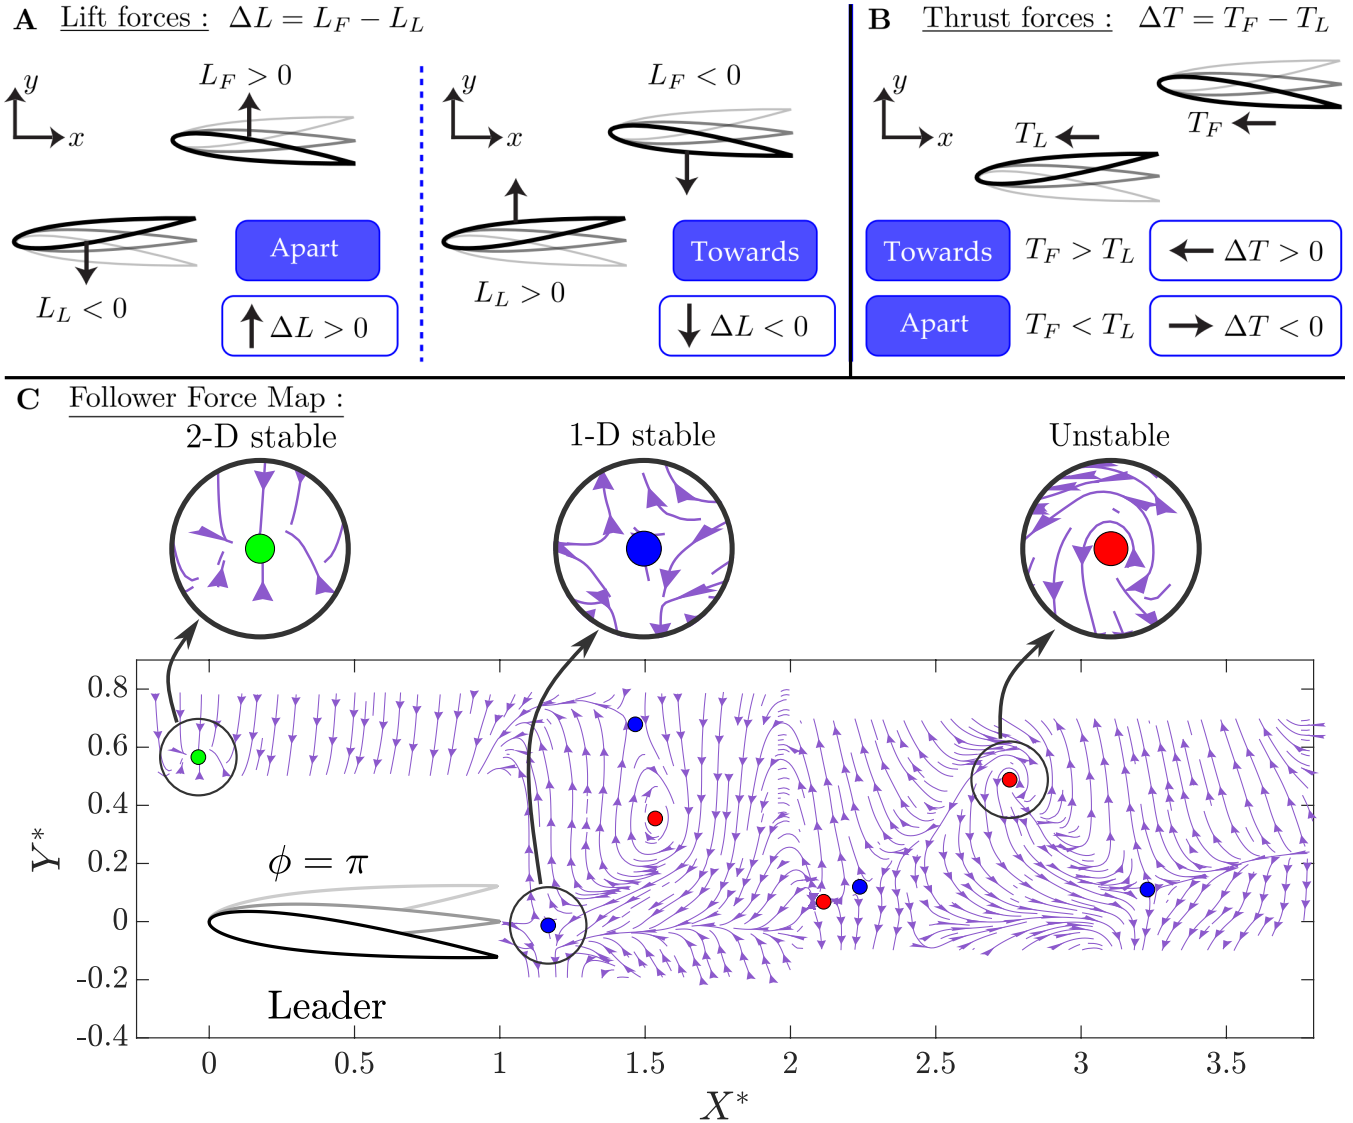 A Lift forces : ΔL = L_F − L_L
y
x
L_F > 0
L_L < 0
Apart
ΔL > 0
y
x
L_F < 0
L_L > 0
Towards
ΔL < 0
B Thrust forces : ΔT = T_F − T_L
y
x
T_F
T_L
Towards T_F > T_L ΔT > 0
Apart T_F < T_L ΔT < 0
C Follower Force Map :
2-D stable 1-D stable Unstable
0.8
0.6
0.4
0.2
0
-0.2
-0.4
Y*
ϕ = π
Leader
0 0.5 1 1.5 2 2.5 3 3.5
X*